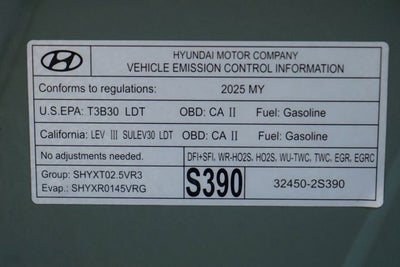 HYUNDAI MOTOR COMPANY
VEHICLE EMISSION CONTROL INFORMATION
Conforms to regulations: 2025 MY
U.S.EPA: T3B30 LDT OBD: CA II Fuel: Gasoline
California: LEV III SULEV30 LDT OBD: CA II Fuel: Gasoline
No adjustments needed. DFI+SFI, WR-HO2S, HO2S, WU-TWC, TWC, EGR, EGRC
Group: SHYXT02.5VR3
Evap.: SHYXR0145VRG
S390 32450-2S390